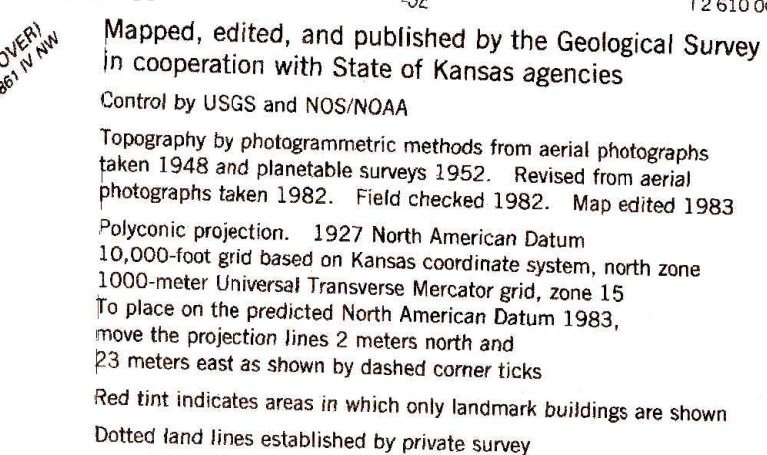 OVER)
861 IV NW
Mapped, edited, and published by the Geological Survey
in cooperation with State of Kansas agencies
Control by USGS and NOS/NOAA
Topography by photogrammetric methods from aerial photographs
taken 1948 and planetable surveys 1952. Revised from aerial
photographs taken 1982. Field checked 1982. Map edited 1983
Polyconic projection. 1927 North American Datum
10,000-foot grid based on Kansas coordinate system, north zone
1000-meter Universal Transverse Mercator grid, zone 15
To place on the predicted North American Datum 1983,
move the projection lines 2 meters north and
23 meters east as shown by dashed corner ticks
Red tint indicates areas in which only landmark buildings are shown
Dotted land lines established by private survey